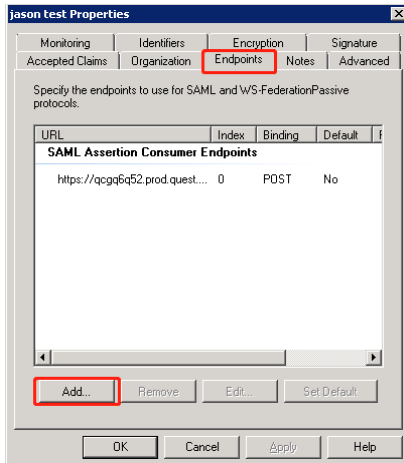 jason test Properties
Monitoring Identifiers Encryption Signature
Accepted Claims Organization Endpoints Notes Advanced
Specify the endpoints to use for SAML and WS-FederationPassive
protocols.
URL Index Binding Default F
SAML Assertion Consumer Endpoints
https://qcgq6q52.prod.quest.... 0 POST No
Add... Remove Edit... Set Default
OK Cancel Apply Help